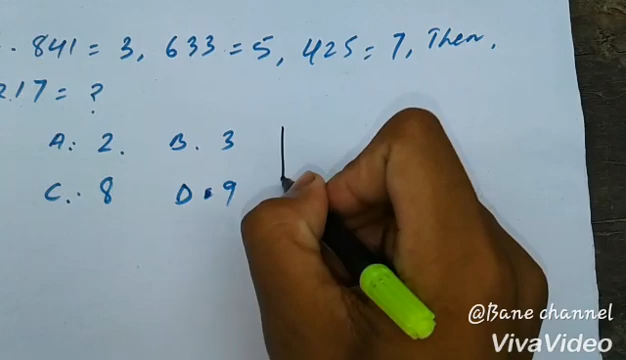 . 841 = 3, 633 = 5, 425 = 7, Then,
217 = ?
A: 2. B. 3
C.. 8 D. 9
@Bane channel
VivaVideo